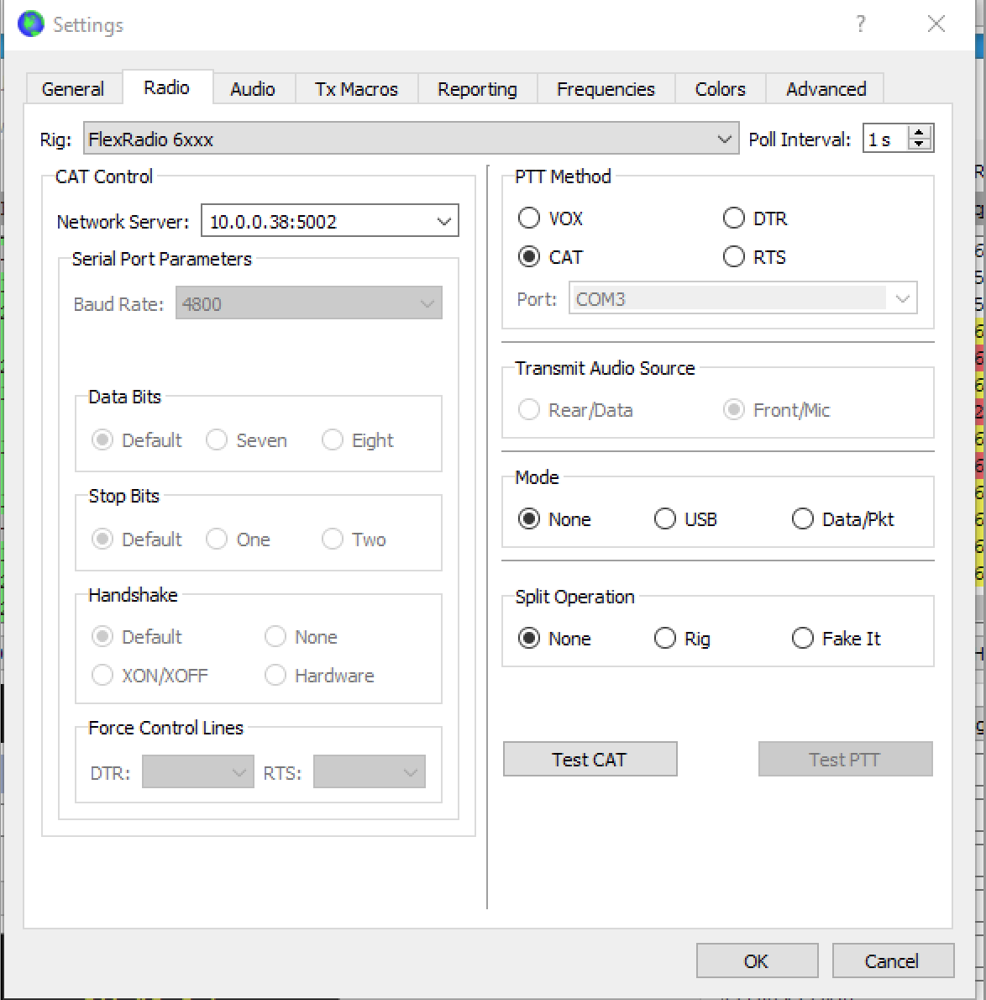 Settings
?
General Radio Audio Tx Macros Reporting Frequencies Colors Advanced
Rig: FlexRadio 6xxx Poll Interval: 1 s
CAT Control
Network Server: 10.0.0.38:5002
Serial Port Parameters
Baud Rate: 4800
Data Bits
Default Seven Eight
Stop Bits
Default One Two
Handshake
Default None
XON/XOFF Hardware
Force Control Lines
DTR: RTS:
PTT Method
VOX DTR
CAT RTS
Port: COM3
Transmit Audio Source
Rear/Data Front/Mic
Mode
None USB Data/Pkt
Split Operation
None Rig Fake It
Test CAT Test PTT
OK Cancel